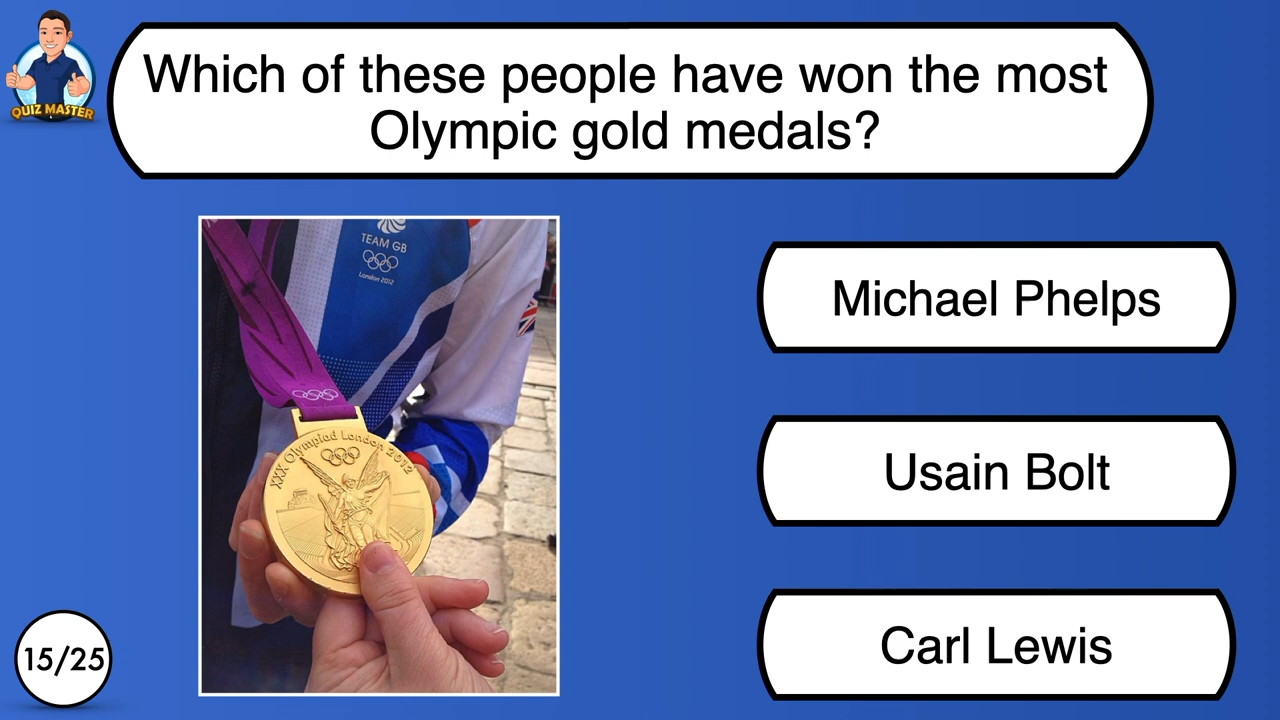 QUIZ MASTER
Which of these people have won the most
Olympic gold medals?
TEAM GB
London 2012
XXX Olympiad London 2012
Michael Phelps
Usain Bolt
Carl Lewis
15/25